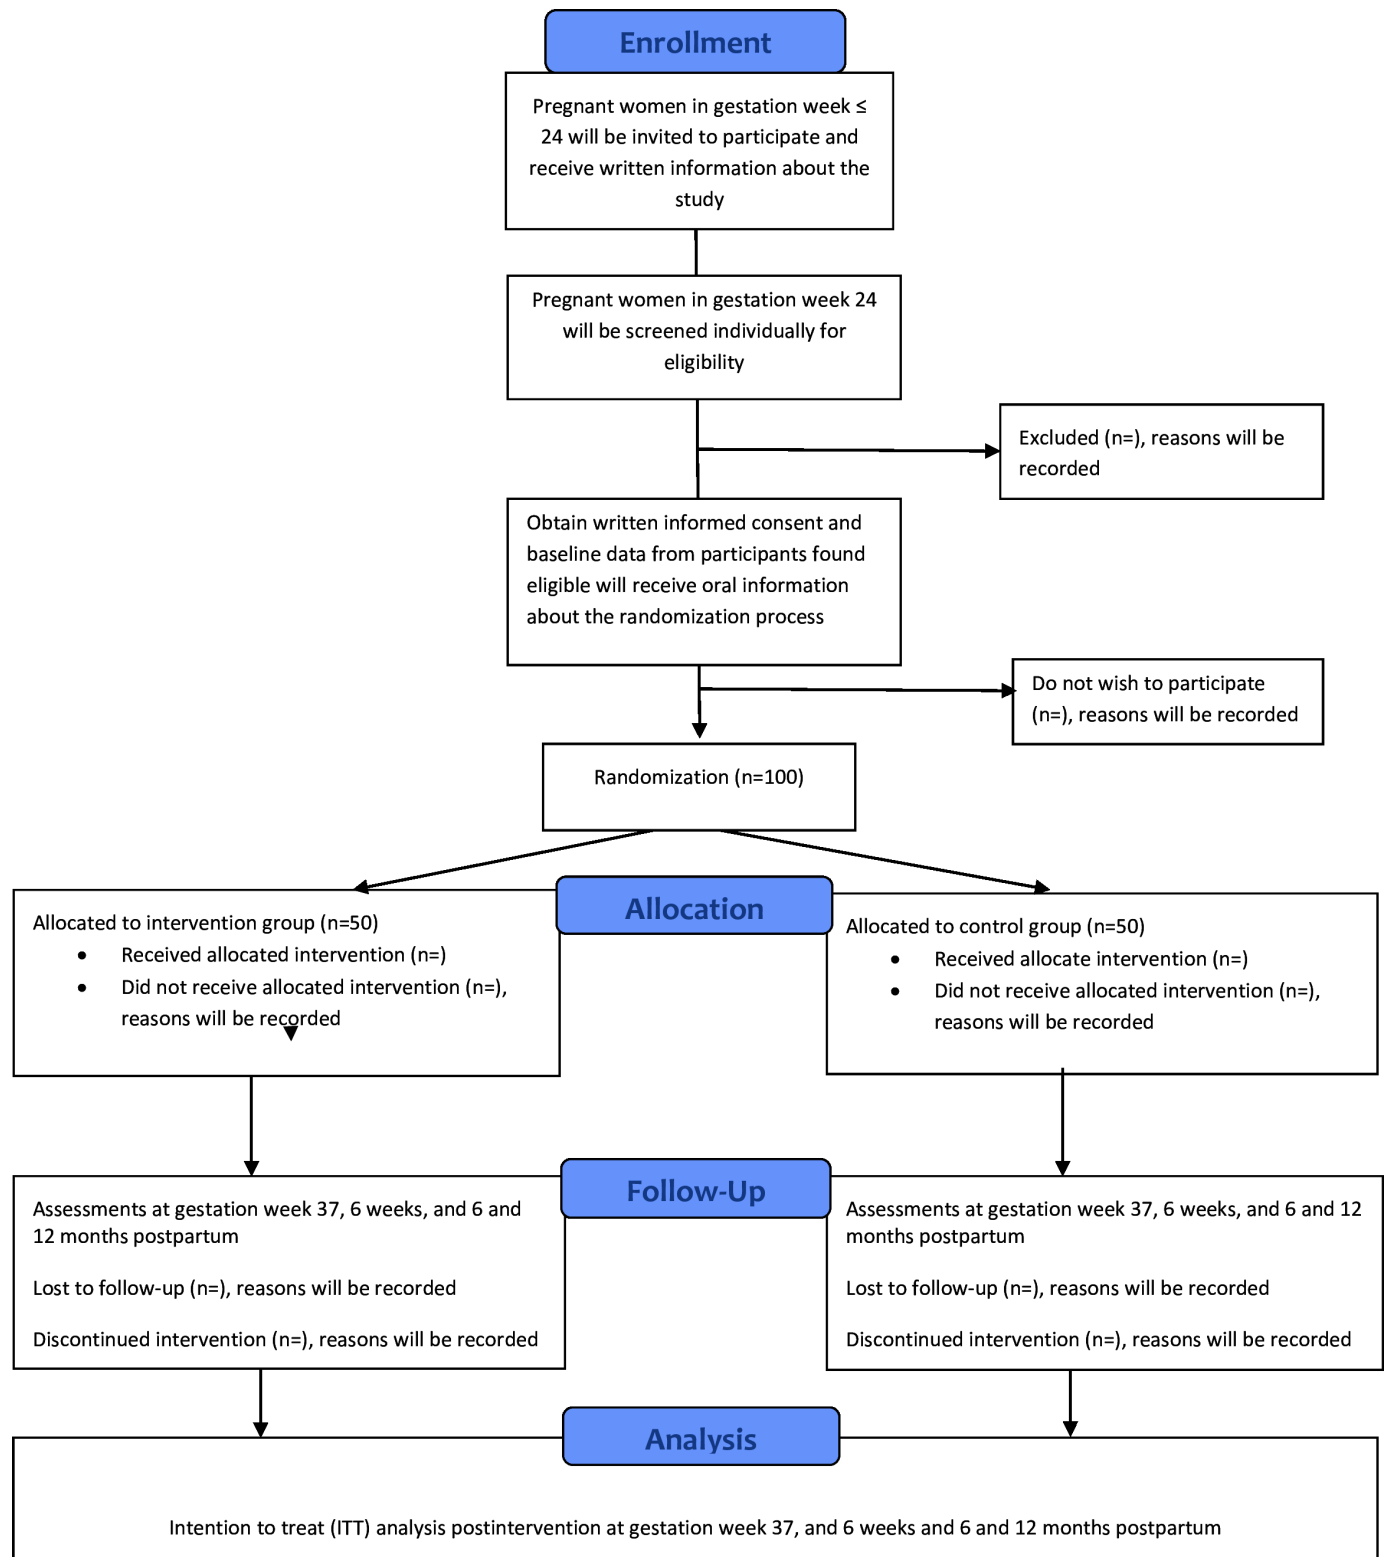 Enrollment
Pregnant women in gestation week ≤
24 will be invited to participate and
receive written information about the
study
Pregnant women in gestation week 24
will be screened individually for
eligibility
Excluded (n=), reasons will be
recorded
Obtain written informed consent and
baseline data from participants found
eligible will receive oral information
about the randomization process
Do not wish to participate
(n=), reasons will be recorded
Randomization (n=100)
Allocation
Allocated to intervention group (n=50)
• Received allocated intervention (n=)
• Did not receive allocated intervention (n=),
reasons will be recorded
Allocated to control group (n=50)
• Received allocate intervention (n=)
• Did not receive allocated intervention (n=),
reasons will be recorded
Follow-Up
Assessments at gestation week 37, 6 weeks, and 6 and
12 months postpartum
Lost to follow-up (n=), reasons will be recorded
Discontinued intervention (n=), reasons will be recorded
Assessments at gestation week 37, 6 weeks, and 6 and 12
months postpartum
Lost to follow-up (n=), reasons will be recorded
Discontinued intervention (n=), reasons will be recorded
Analysis
Intention to treat (ITT) analysis postintervention at gestation week 37, and 6 weeks and 6 and 12 months postpartum